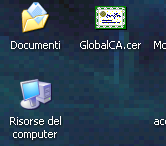 Documenti
GlobalCA.cer
Risorse del
computer